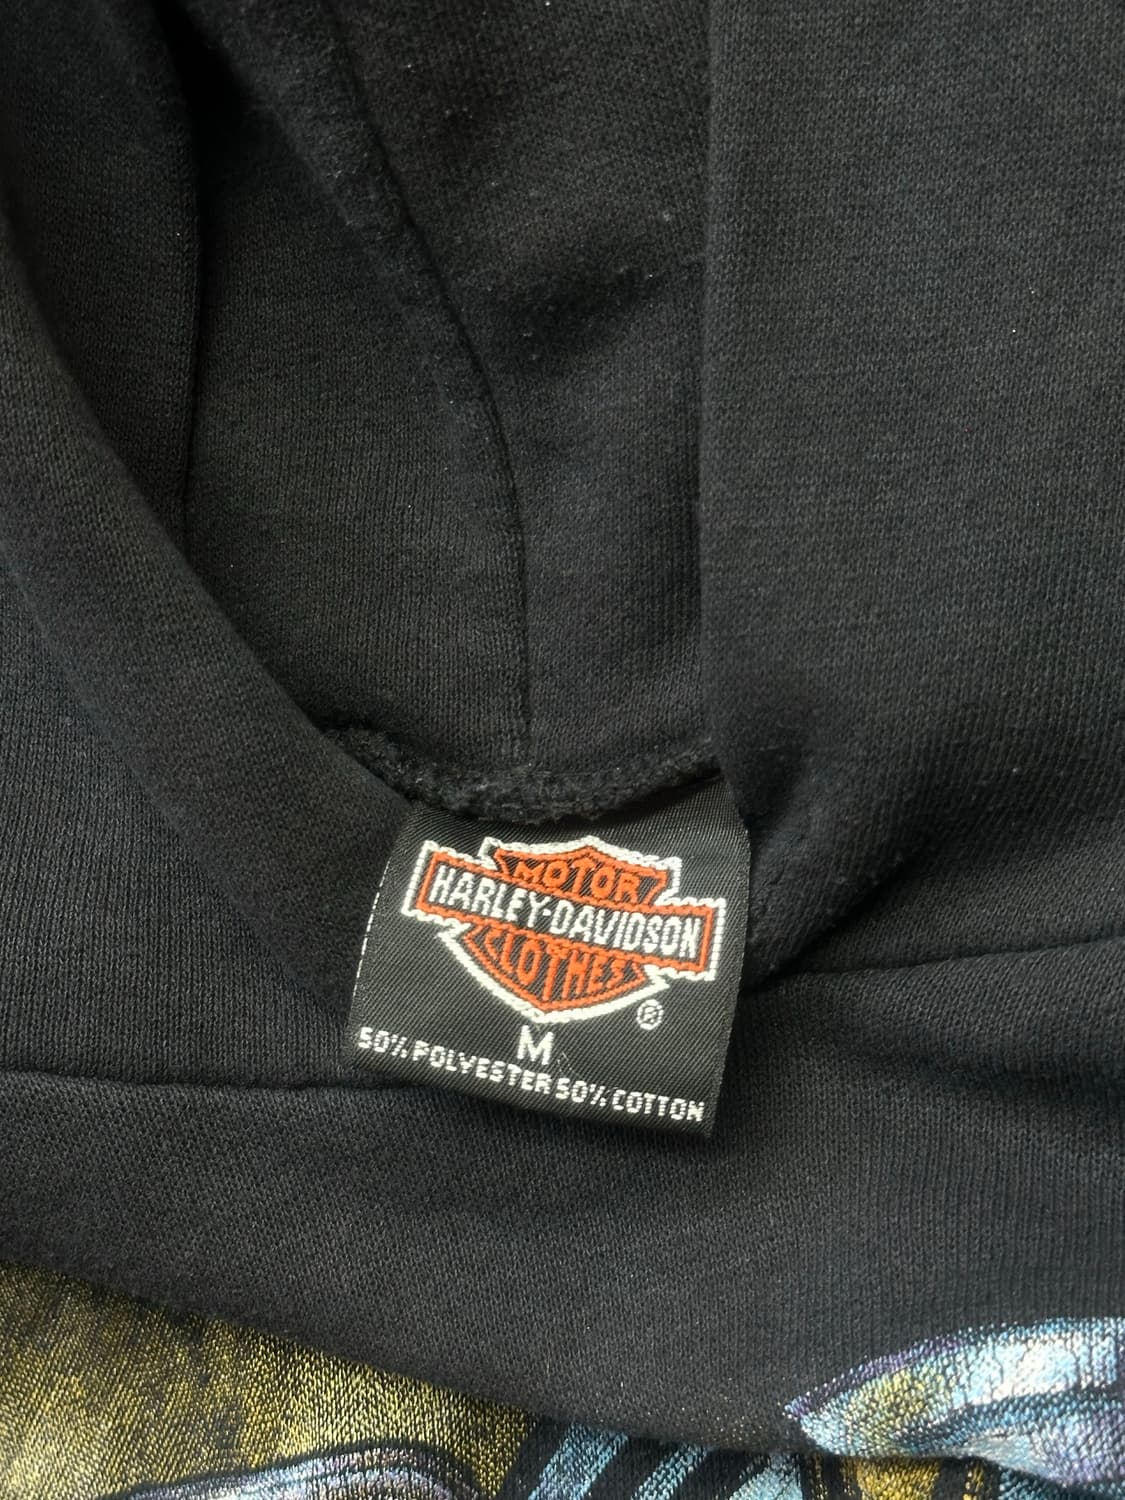 MOTOR
HARLEY-DAVIDSON
CLOTHES
®
M
50% POLYESTER 50% COTTON